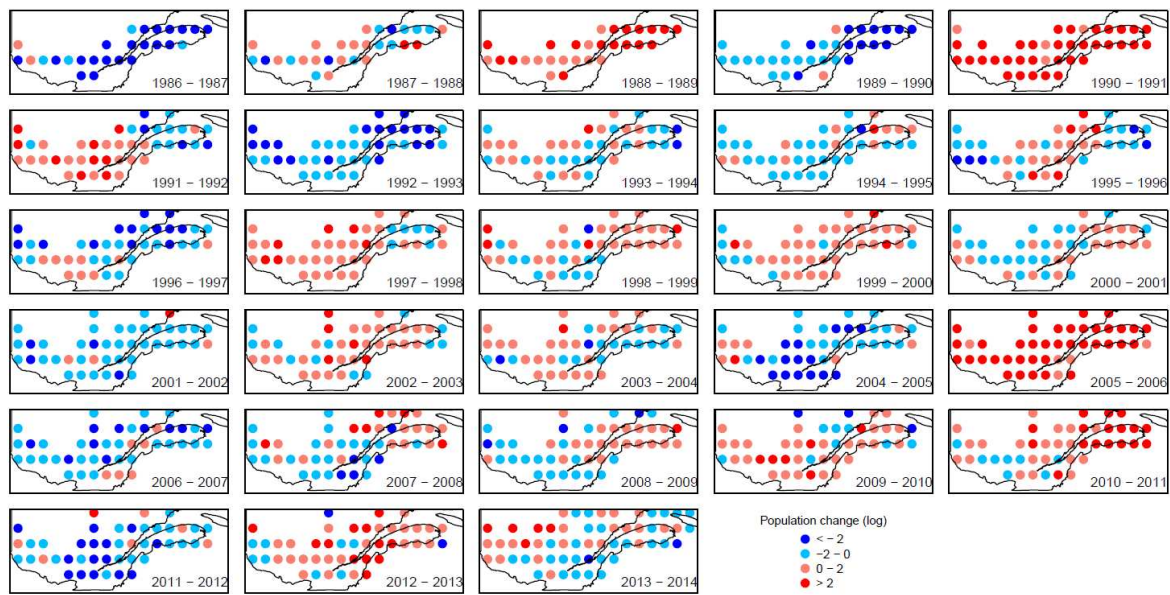 1986 − 1987
1987 − 1988
1988 − 1989
1989 − 1990
1990 − 1991
1991 − 1992
1992 − 1993
1993 − 1994
1994 − 1995
1995 − 1996
1996 − 1997
1997 − 1998
1998 − 1999
1999 − 2000
2000 − 2001
2001 − 2002
2002 − 2003
2003 − 2004
2004 − 2005
2005 − 2006
2006 − 2007
2007 − 2008
2008 − 2009
2009 − 2010
2010 − 2011
2011 − 2012
2012 − 2013
2013 − 2014
Population change (log)
< − 2
−2 − 0
0 − 2
> 2